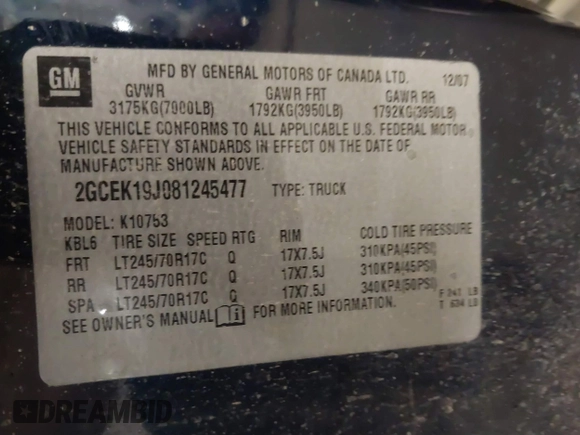 GM
MFD BY GENERAL MOTORS OF CANADA LTD. 12/07
GVWR GAWR FRT GAWR RR
3175KG(7000LB) 1792KG(3950LB) 1792KG(3950LB)
THIS VEHICLE CONFORMS TO ALL APPLICABLE U.S. FEDERAL MOTOR
VEHICLE SAFETY STANDARDS IN EFFECT ON THE DATE OF
MANUFACTURE SHOWN ABOVE.
2GCEK19J081245477 TYPE: TRUCK
MODEL: K10753
KBL6 TIRE SIZE SPEED RTG RIM COLD TIRE PRESSURE
FRT LT245/70R17C Q 17X7.5J 310KPA(45PSI)
RR LT245/70R17C Q 17X7.5J 310KPA(45PSI)
SPA LT245/70R17C Q 17X7.5J 340KPA(50PSI)
SEE OWNER'S MANUAL FOR MORE INFORMATION.
F 941 LB
T 634 LB
DREAMBID